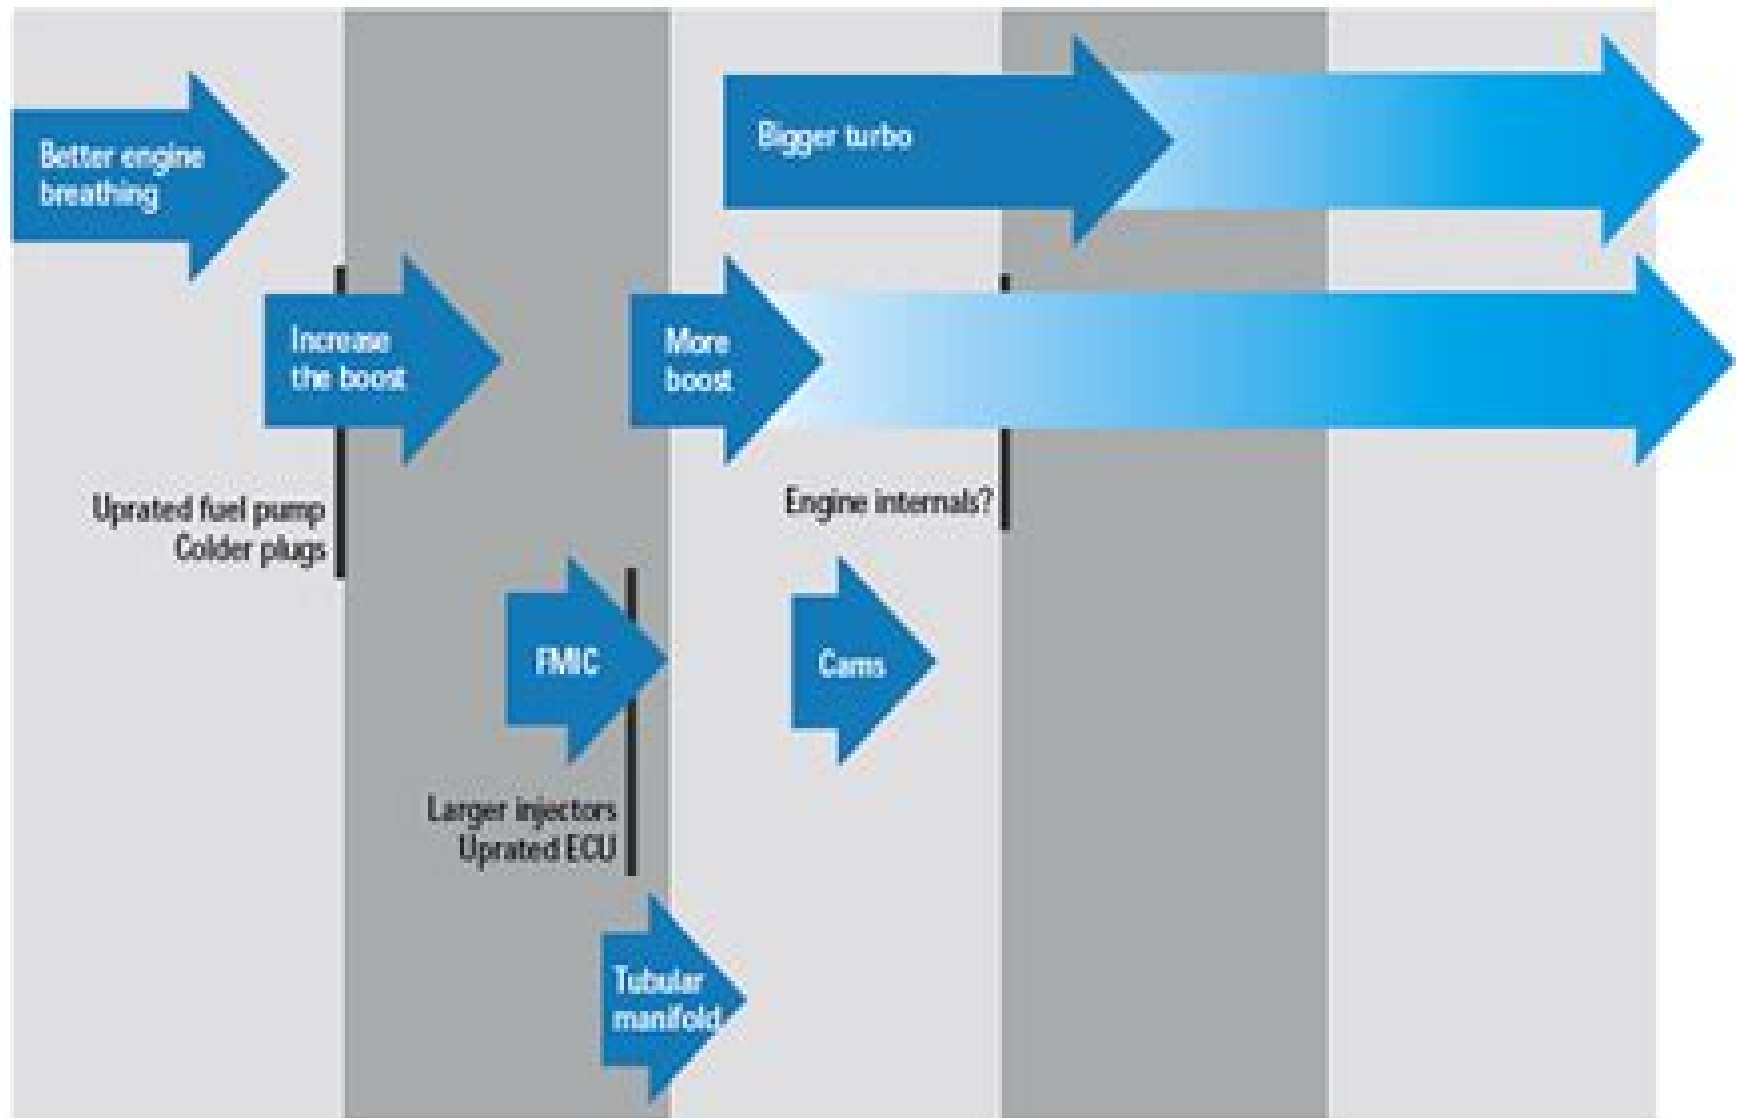 Better engine
breathing
Bigger turbo
Increase
the boost
More
boost
Uprated fuel pump
Colder plugs
Engine internals?
FMIC
Cams
Larger injectors
Uprated ECU
Tubular
manifold